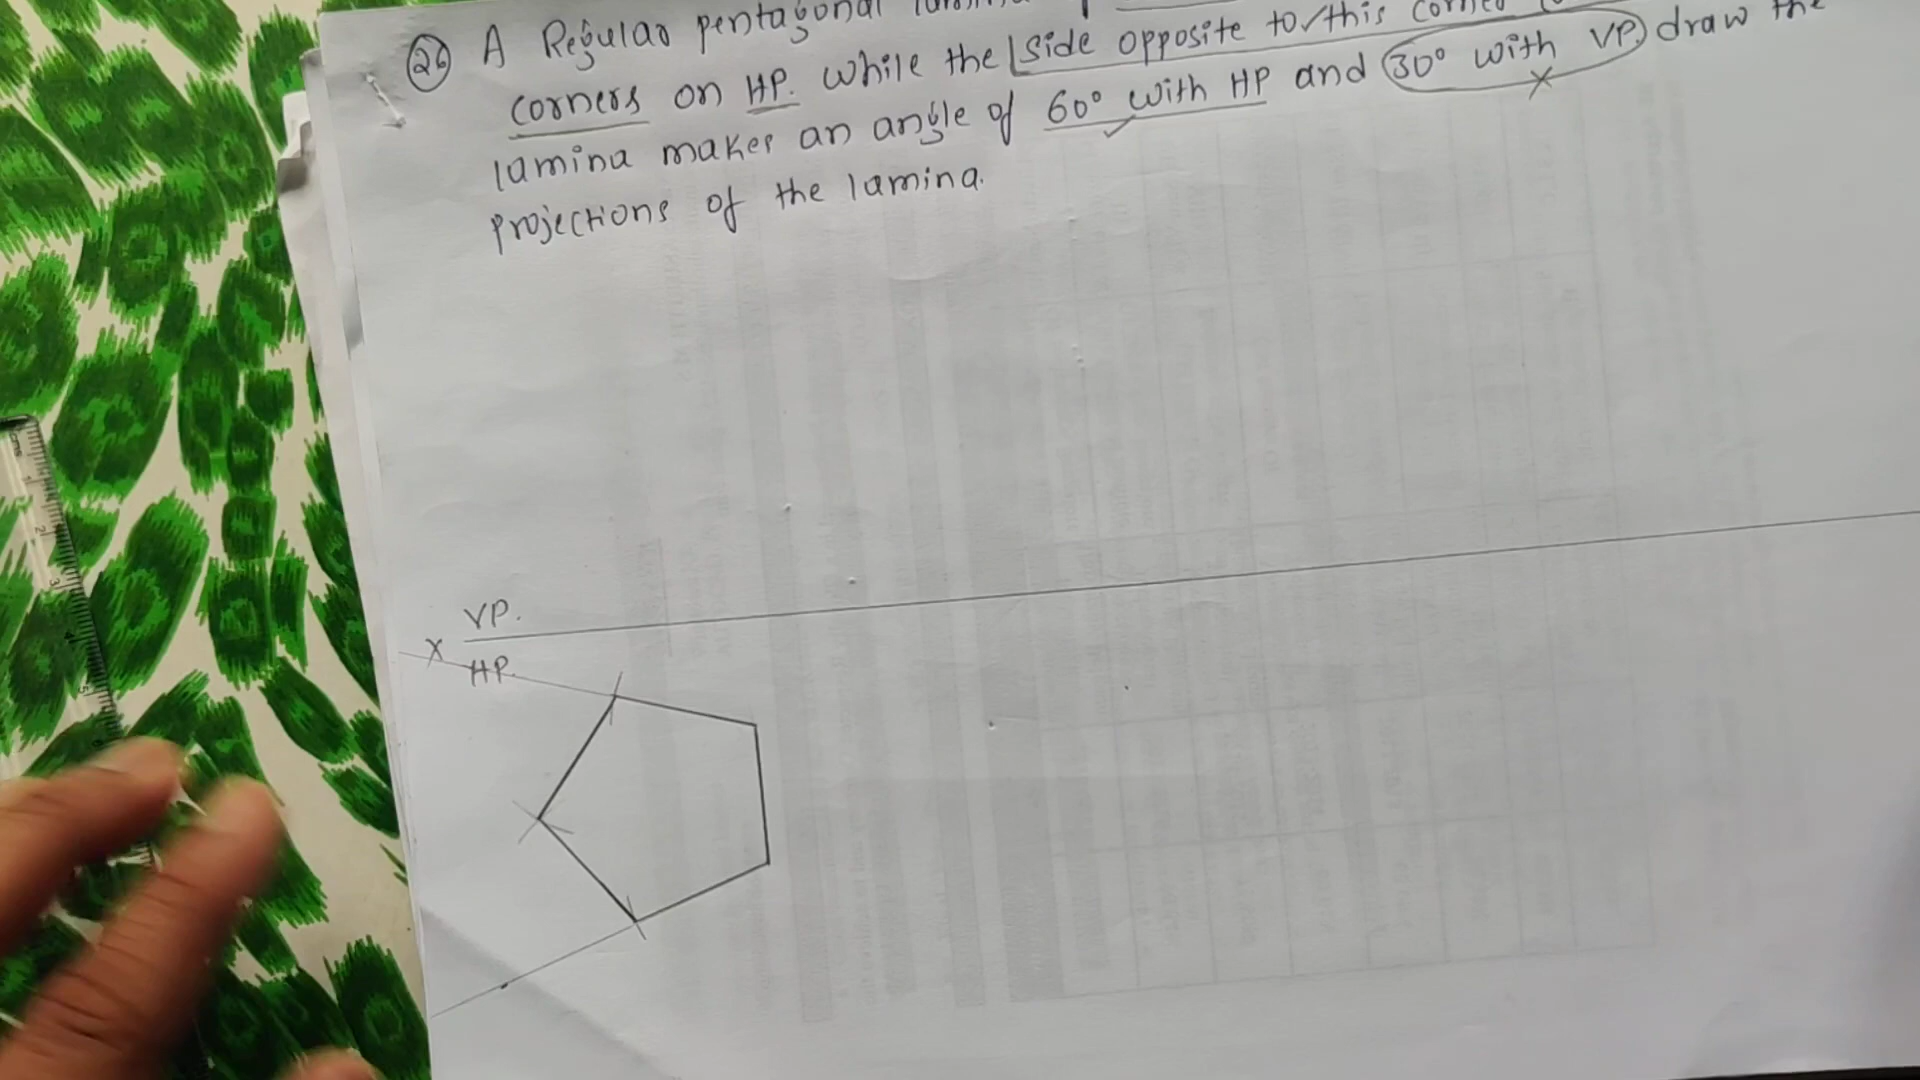 26 A Regular pentagonal
corners on HP. While the side opposite to this
lamina makes an angle of 60° with HP and 30° with VP. draw the
projections of the lamina.
VP.
X
HP.